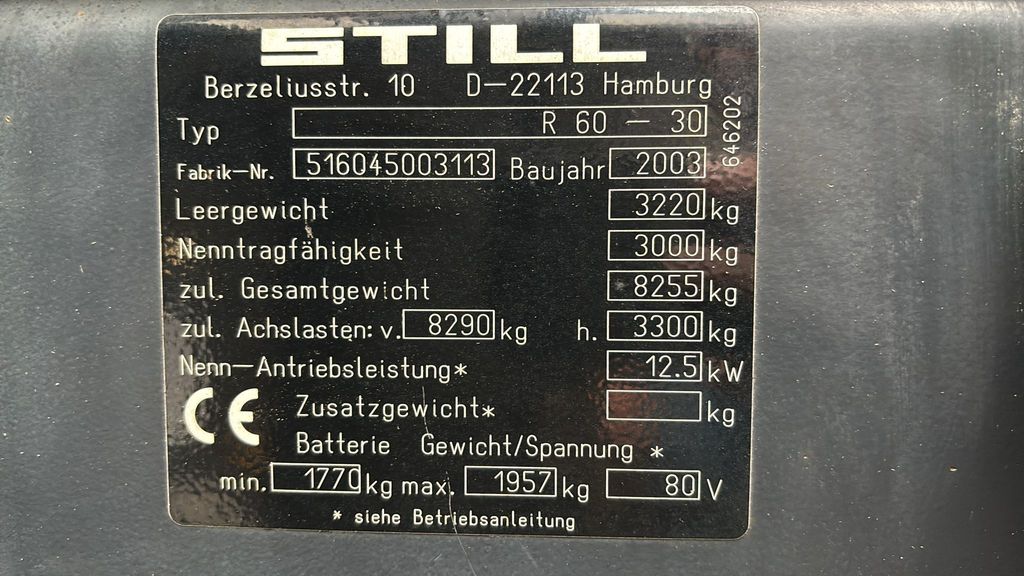 STILL
Berzeliusstr. 10 D-22113 Hamburg
Typ R 60 - 30
646202
Fabrik-Nr. 516045003113 Baujahr 2003
Leergewicht 3220 kg
Nenntragfähigkeit 3000 kg
zul. Gesamtgewicht 8255 kg
zul. Achslasten: v. 8290 kg h. 3300 kg
Nenn-Antriebsleistung* 12.5 kW
CE
Zusatzgewicht* kg
Batterie Gewicht/Spannung *
min. 1770 kg max. 1957 kg 80 V
* siehe Betriebsanleitung